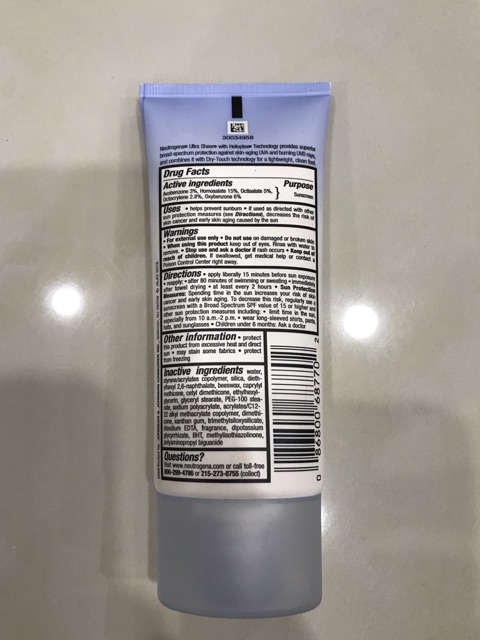 30034958
Neutrogena® Ultra Sheer® with Helioplex® Technology provides superior
broad-spectrum protection against skin-aging UVA and burning UVB rays,
and combines it with Dry-Touch technology for a lightweight, clean feel.
Drug Facts
Active ingredients Purpose
Avobenzone 3%, Homosalate 15%, Octisalate 5%,
Octocrylene 2.8%, Oxybenzone 6% Sunscreen
Uses • helps prevent sunburn • If used as directed with other
sun protection measures (see Directions), decreases the risk of
skin cancer and early skin aging caused by the sun
Warnings
• For external use only • Do not use on damaged or broken skin
• When using this product keep out of eyes. Rinse with water to
remove. • Stop use and ask a doctor if rash occurs • Keep out of
reach of children. If swallowed, get medical help or contact a
Poison Control Center right away.
Directions • apply liberally 15 minutes before sun exposure
• reapply: • after 80 minutes of swimming or sweating • immediately
after towel drying • at least every 2 hours • Sun Protection
Measures: Spending time in the sun increases your risk of skin
cancer and early skin aging. To decrease this risk, regularly use a
sunscreen with a Broad Spectrum SPF value of 15 or higher and
other sun protection measures including: • limit time in the sun,
especially from 10 a.m.-2 p.m. • wear long-sleeved shirts, pants,
hats, and sunglasses • Children under 6 months: Ask a doctor
Other information • protect
this product from excessive heat and direct
sun • may stain some fabrics • protect
from freezing
Inactive ingredients water,
styrene/acrylates copolymer, silica, dieth-
ylhexyl 2,6-naphthalate, beeswax, caprylyl
methicone, cetyl dimethicone, ethylhexyl-
glycerin, glyceryl stearate, PEG-100 stea-
rate, sodium polyacrylate, acrylates/C12-
22 alkyl methacrylate copolymer, dimethi-
cone, xanthan gum, trimethylsiloxysilicate,
disodium EDTA, fragrance, dipotassium
glycyrrhizate, BHT, methylisothiazolinone,
polyaminopropyl biguanide
Questions?
Visit www.neutrogena.com or call toll-free
800-299-4786 or 215-273-8755 (collect)
0 86800 68770 2